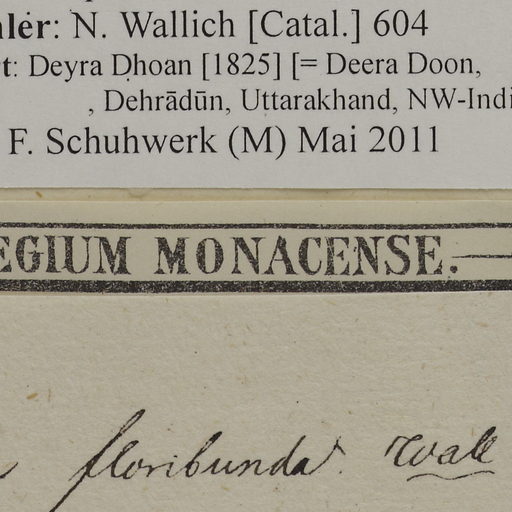 nler: N. Wallich [Catal.] 604
t: Deyra Dhoan [1825] [= Deera Doon,
, Dehrādūn, Uttarakhand, NW-Indi
F. Schuhwerk (M) Mai 2011
EGIUM MONACENSE.
floribunda. Wall